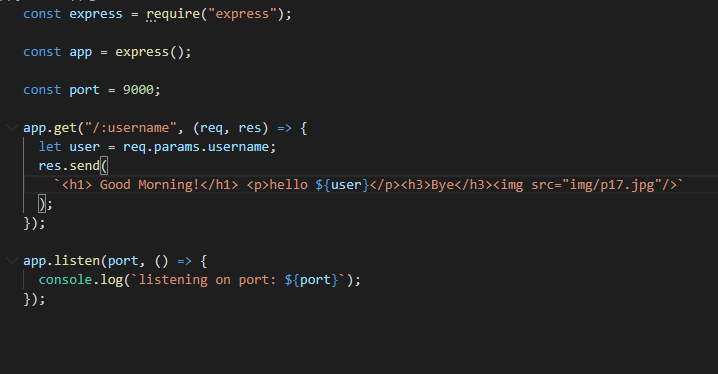 const express = require("express");
const app = express();
const port = 9000;
app.get("/:username", (req, res) => {
let user = req.params.username;
res.send(
`<h1> Good Morning!</h1> <p>hello ${user}</p><h3>Bye</h3><img src="img/p17.jpg"/>`
);
});
app.listen(port, () => {
console.log(`listening on port: ${port}`);
});